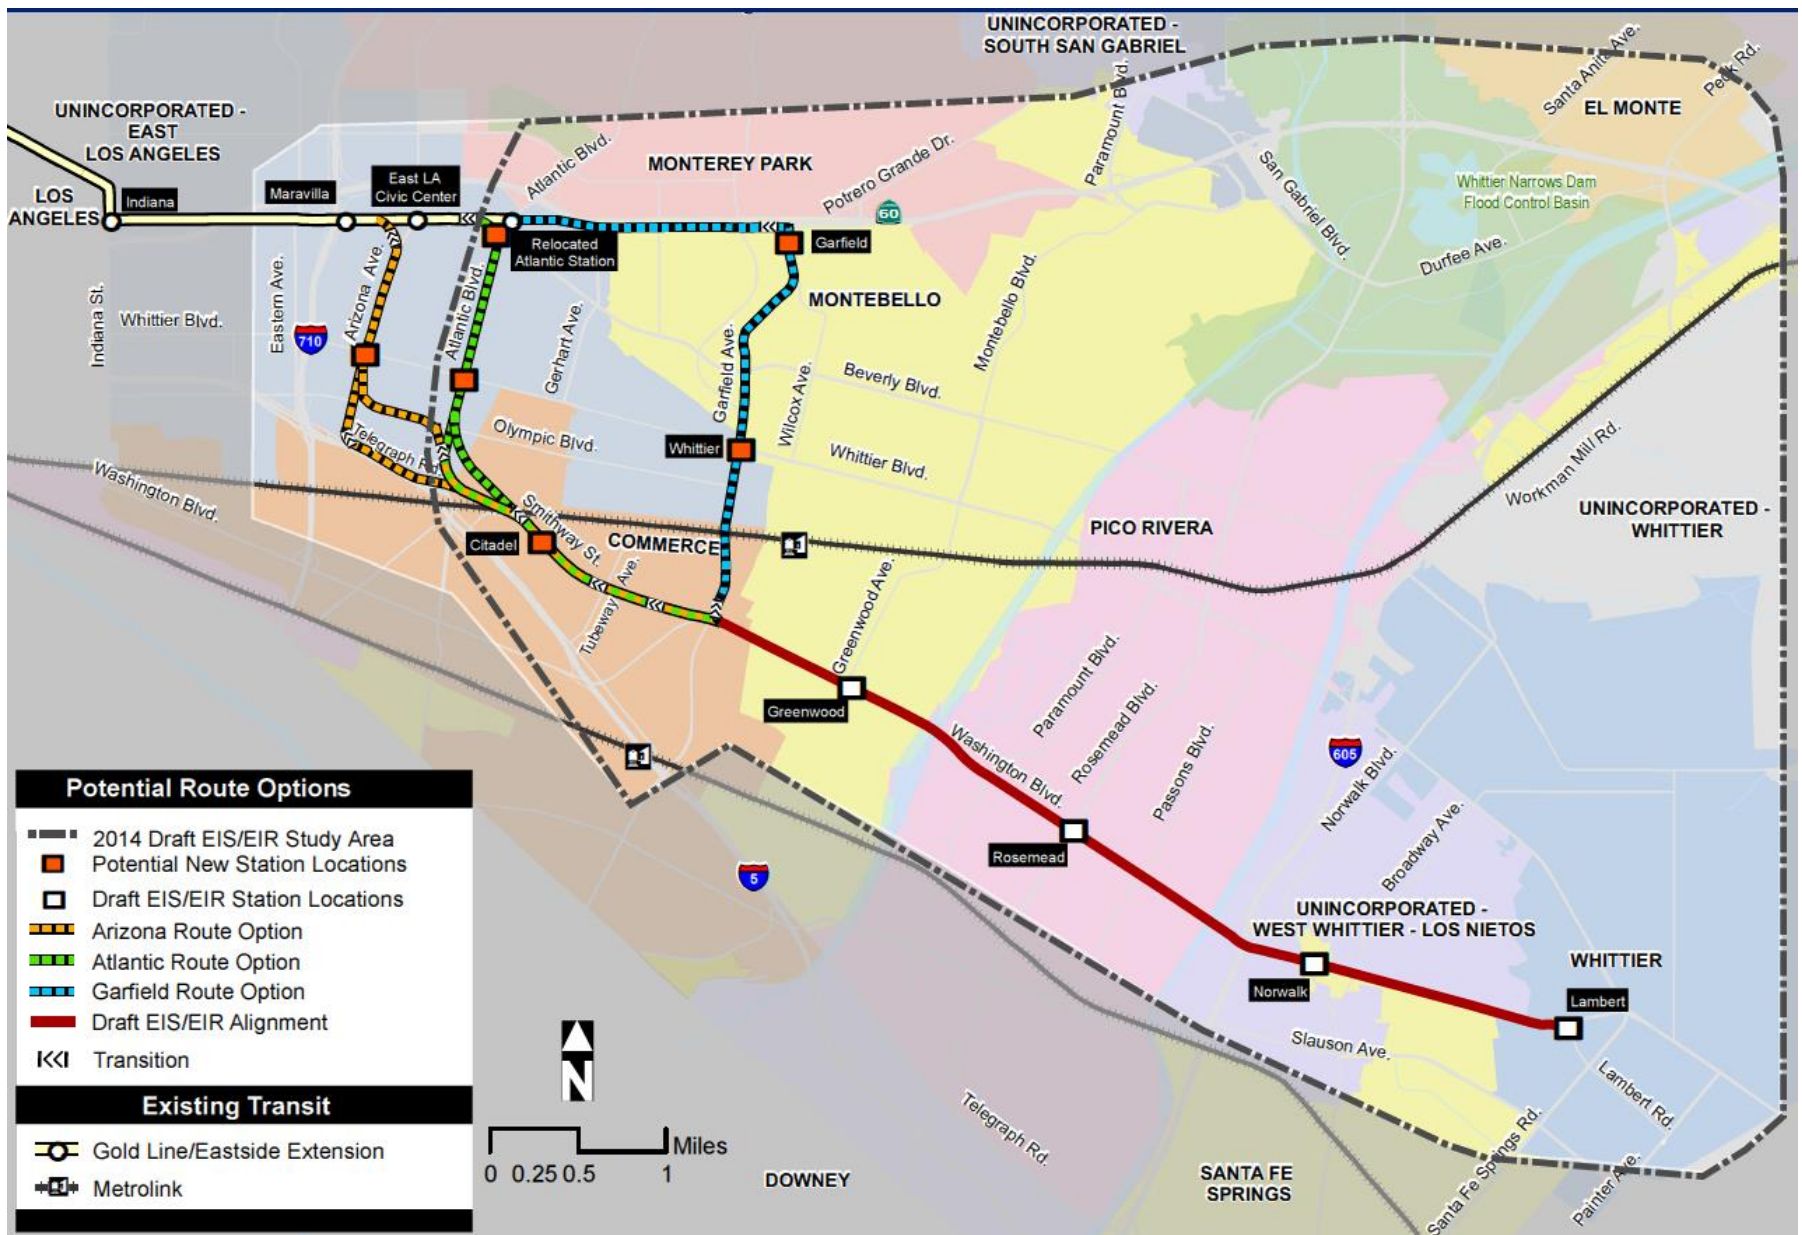 UNINCORPORATED -
SOUTH SAN GABRIEL
Santa Anita Ave.
Peck Rd.
EL MONTE
UNINCORPORATED -
EAST
LOS ANGELES
Paramount Blvd.
Atlantic Blvd.
MONTEREY PARK
Potrero Grande Dr.
60
San Gabriel Blvd.
Whittier Narrows Dam
Flood Control Basin
Durfee Ave.
LOS
ANGELES
Indiana
Maravilla
East LA
Civic Center
Relocated
Atlantic Station
Garfield
MONTEBELLO
Montebello Blvd.
Indiana St.
Whittier Blvd.
Eastern Ave.
710
Arizona Ave.
Atlantic Blvd.
Gerhart Ave.
Garfield Ave.
Wilcox Ave.
Beverly Blvd.
Whittier Blvd.
Olympic Blvd.
Whittier
Telegraph Rd.
Washington Blvd.
Workman Mill Rd.
UNINCORPORATED -
WHITTIER
PICO RIVERA
Citadel
Smithway St.
COMMERCE
Tubeway Ave.
Greenwood Ave.
Greenwood
Paramount Blvd.
Rosemead Blvd.
Passons Blvd.
Washington Blvd.
Rosemead
605
Norwalk Blvd.
Broadway Ave.
5
UNINCORPORATED -
WEST WHITTIER - LOS NIETOS
WHITTIER
Norwalk
Lambert
Slauson Ave.
Lambert Rd.
Telegraph Rd.
Santa Fe Springs Rd.
Painter Ave.
DOWNEY
SANTA FE
SPRINGS
Potential Route Options
2014 Draft EIS/EIR Study Area
Potential New Station Locations
Draft EIS/EIR Station Locations
Arizona Route Option
Atlantic Route Option
Garfield Route Option
Draft EIS/EIR Alignment
Transition
Existing Transit
Gold Line/Eastside Extension
Metrolink
N
Miles
0 0.25 0.5 1